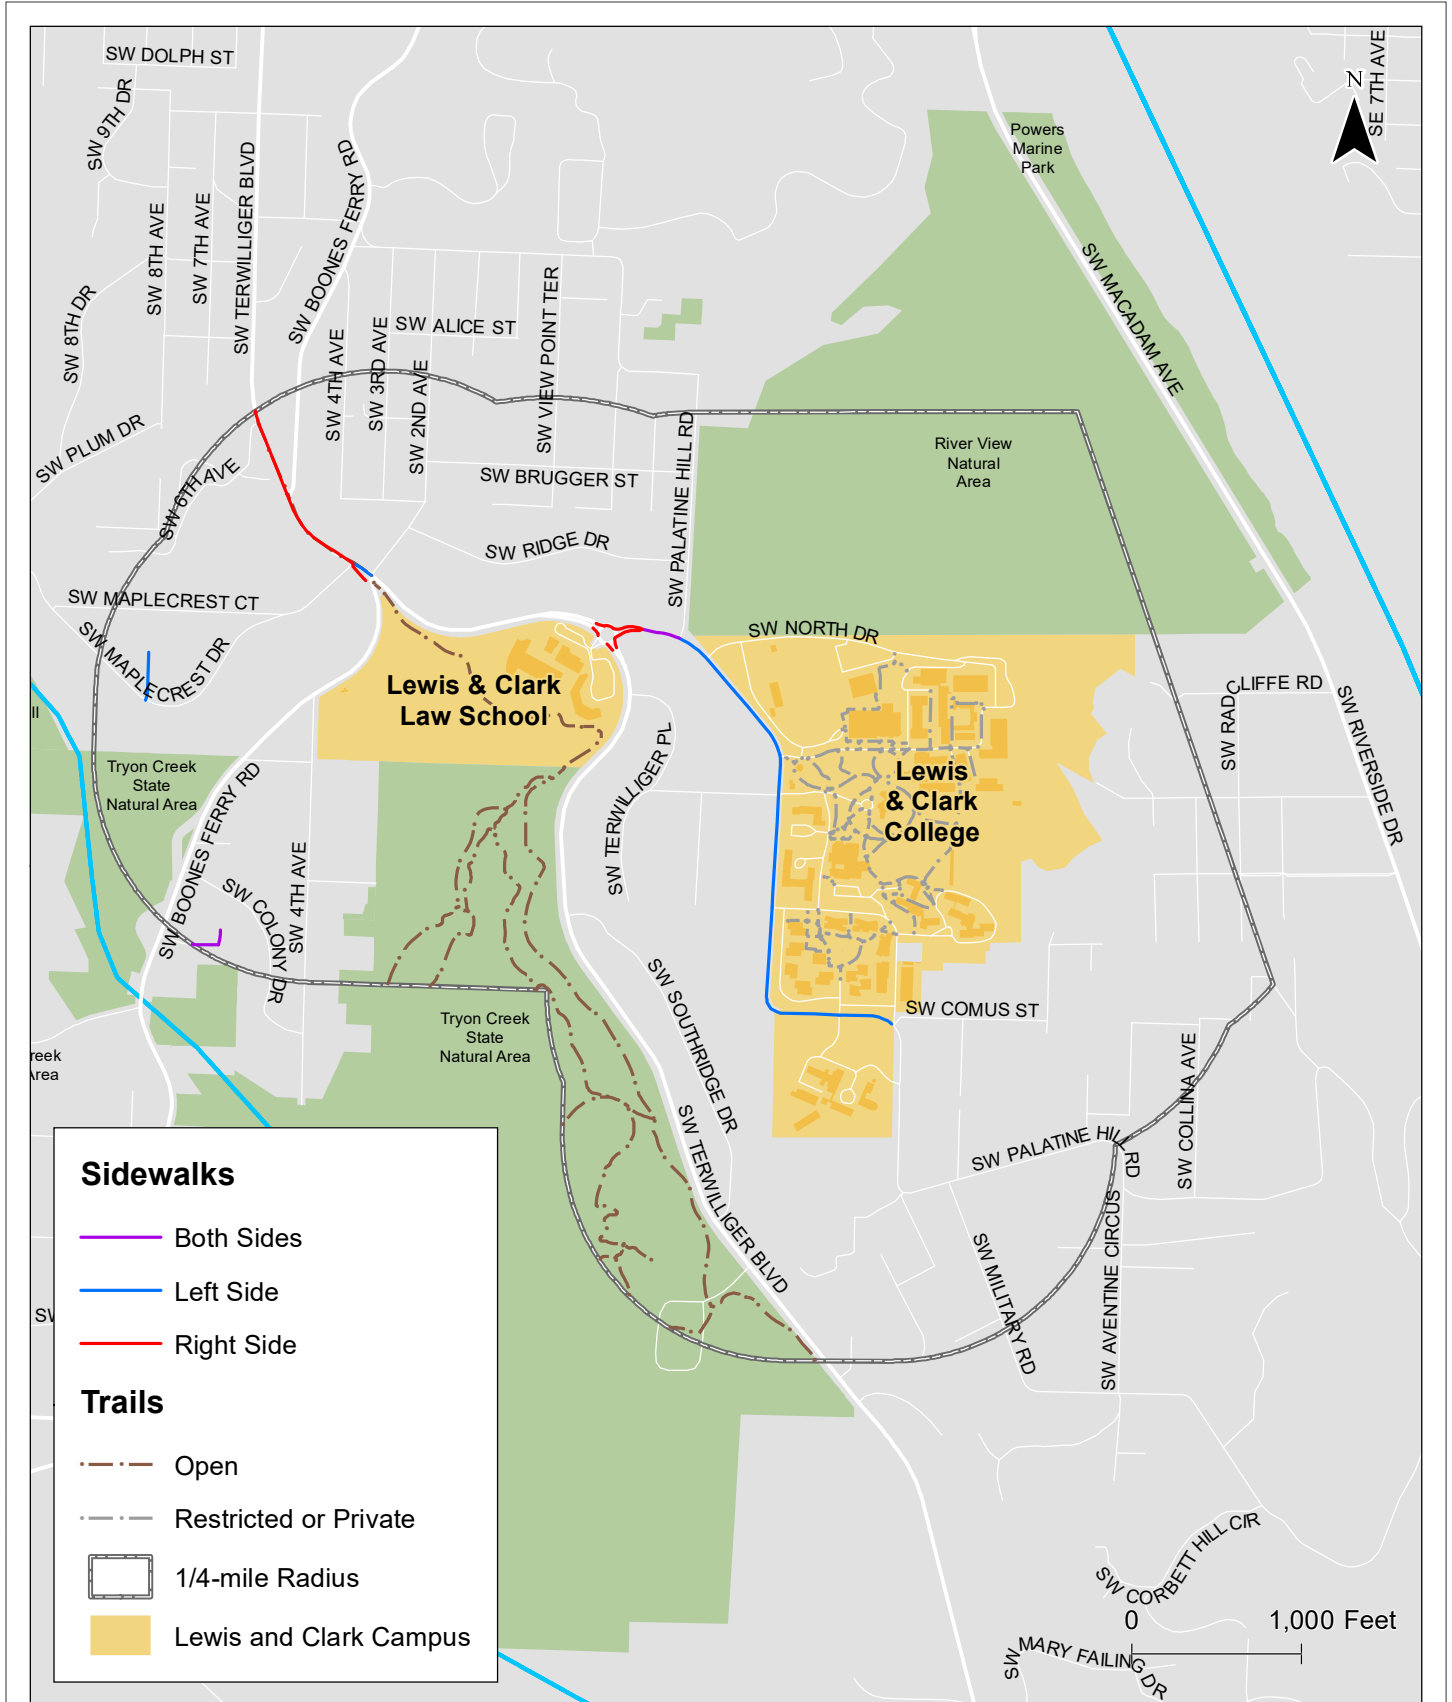 SW DOLPH ST
SW 9TH DR
SE 7TH AVE
N
Powers
Marine
Park
SW BOONES FERRY RD
SW TERWILLIGER BLVD
SW 8TH AVE
SW 7TH AVE
SW 8TH DR
SW MACADAM AVE
SW VIEW POINT TER
SW ALICE ST
SW 4TH AVE
SW 3RD AVE
SW 2ND AVE
SW PLUM DR
SW 6TH AVE
SW BRUGGER ST
SW PALATINE HILL RD
River View
Natural
Area
SW RIDGE DR
SW MAPLECREST CT
SW MAPLECREST DR
SW NORTH DR
Lewis & Clark
Law School
SW RADCLIFFE RD
SW RIVERSIDE DR
ll
SW TERWILLIGER PL
Tryon Creek
State
Natural Area
Lewis
& Clark
College
SW BOONES FERRY RD
SW 4TH AVE
SW COLONY DR
SW SOUTHRIDGE DR
SW COMUS ST
Tryon Creek
State
Natural Area
reek
Area
SW COLLINA AVE
SW PALATINE HILL RD
SW TERWILLIGER BLVD
SW AVENTINE CIRCUS
SW MILITARY RD
SW
Sidewalks
Both Sides
Left Side
Right Side
Trails
Open
Restricted or Private
1/4-mile Radius
Lewis and Clark Campus
SW CORBETT HILL CIR
0 1,000 Feet
SW MARY FAILING DR